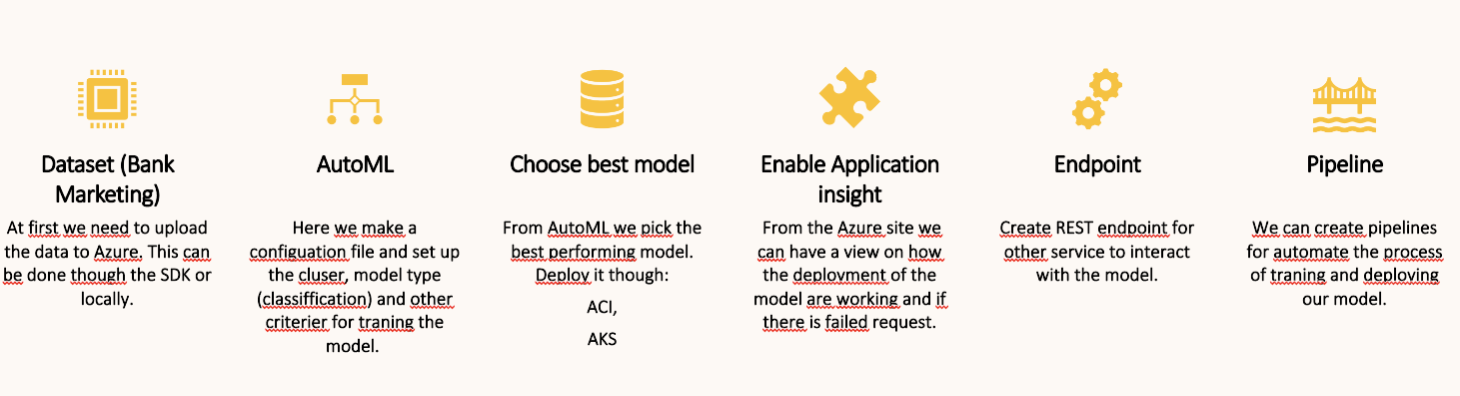 Dataset (Bank
Marketing)
At first we need to upload
the data to Azure. This can
be done though the SDK or
locally.
AutoML
Here we make a
configuation file and set up
the cluser, model type
(classiffication) and other
criterier for traning the
model.
Choose best model
From AutoML we pick the
best performing model.
Deploy it though:
ACI,
AKS
Enable Application
insight
From the Azure site we
can have a view on how
the deployment of the
model are working and if
there is failed request.
Endpoint
Create REST endpoint for
other service to interact
with the model.
Pipeline
We can create pipelines
for automate the process
of traning and deploying
our model.